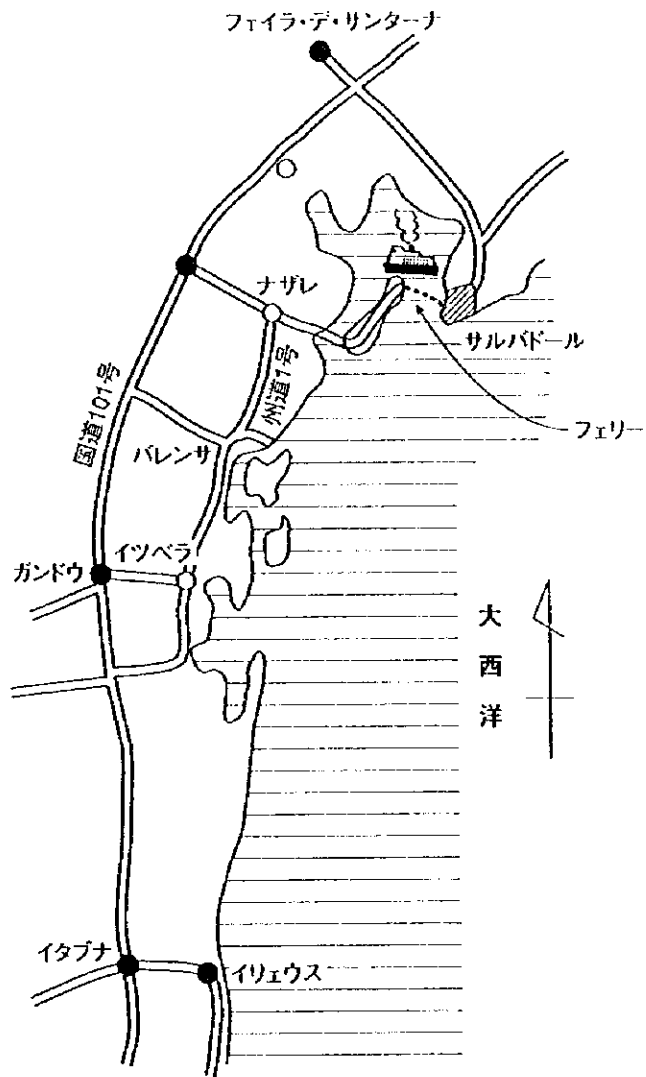 フェイラ・デ・サンターナ
ナザレ
サルバドール
州道1号
国道101号
フェリー
バレンサ
イツベラ
ガンドウ
大西洋
イタブナ
イリェウス